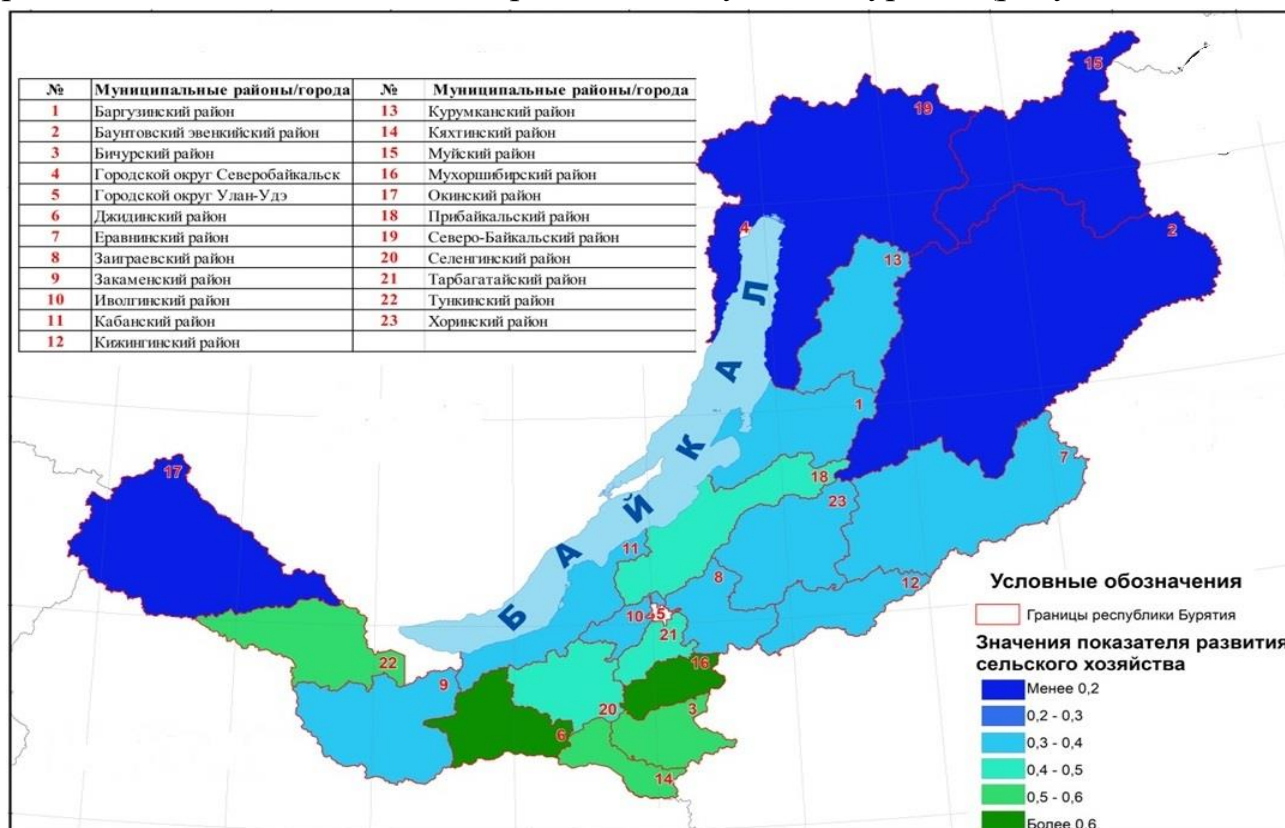 № Муниципальные районы/города № Муниципальные районы/города
1 Баргузинский район 13 Курумканский район
2 Баунтовский эвенкийский район 14 Кяхтинский район
3 Бичурский район 15 Муйский район
4 Городской округ Северобайкальск 16 Мухоршибирский район
5 Городской округ Улан-Удэ 17 Окинский район
6 Джидинский район 18 Прибайкальский район
7 Еравнинский район 19 Северо-Байкальский район
8 Заиграевский район 20 Селенгинский район
9 Закаменский район 21 Тарбагатайский район
10 Иволгинский район 22 Тункинский район
11 Кабанский район 23 Хоринский район
12 Кижингинский район
15
19
4
2
13
1
7
17
18
23
11
8
12
10
5
21
22
16
9
20
3
6
14
БАЙКАЛ
Условные обозначения
Границы республики Бурятия
Значения показателя развития
сельского хозяйства
Менее 0,2
0,2 - 0,3
0,3 - 0,4
0,4 - 0,5
0,5 - 0,6
Более 0,6